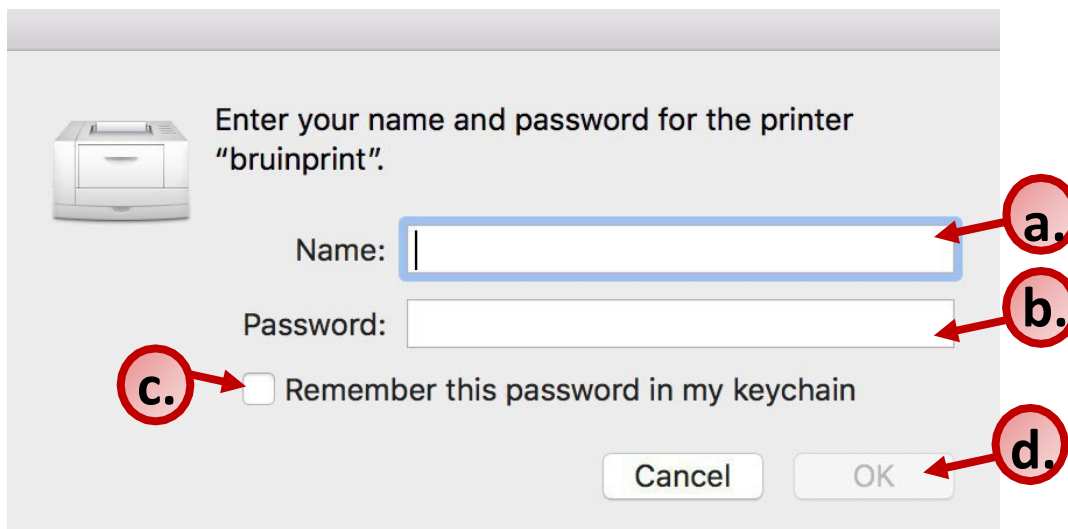 Enter your name and password for the printer
“bruinprint”.
Name:
a.
Password:
b.
c.
Remember this password in my keychain
Cancel
OK
d.